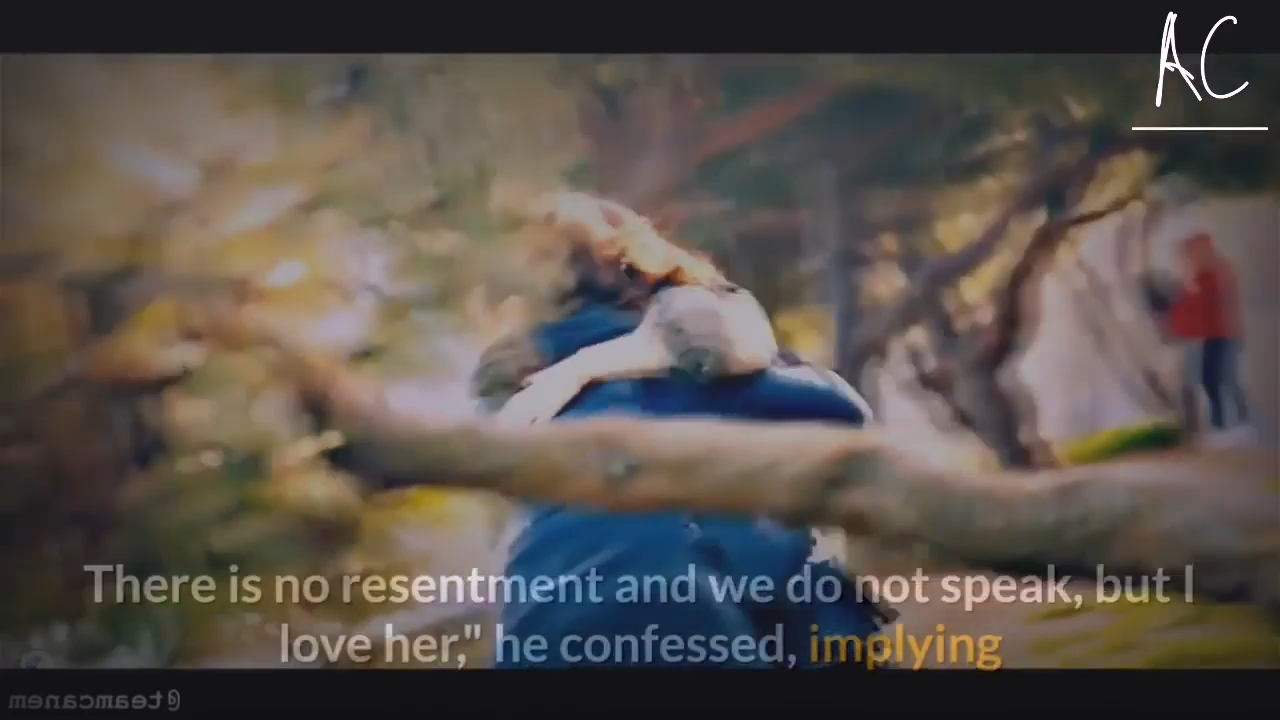 AC
There is no resentment and we do not speak, but I
love her," he confessed, implying
@teamcanem